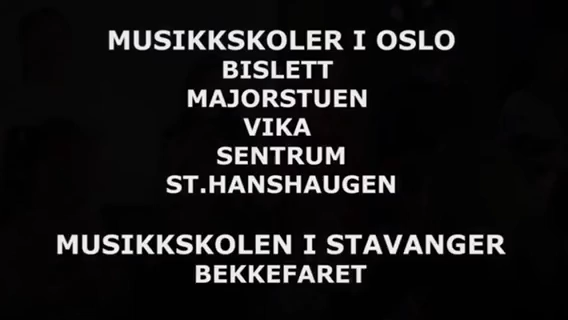 MUSIKKSKOLER I OSLO
BISLETT
MAJORSTUEN
VIKA
SENTRUM
ST.HANSHAUGEN
MUSIKKSKOLEN I STAVANGER
BEKKEFARET